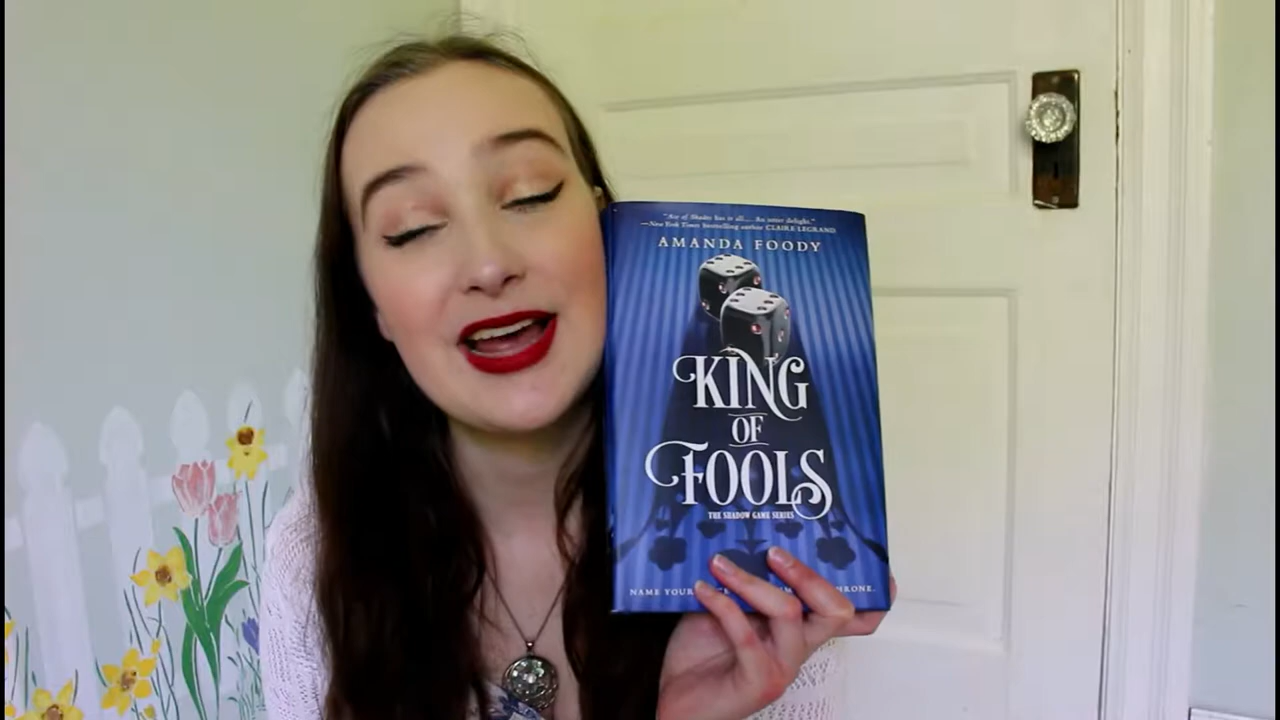 "Ace of Shades has it all.... An utter delight."
—New York Times bestselling author CLAIRE LEGRAND
AMANDA FOODY
KING
OF
FOOLS
THE SHADOW GAME SERIES
NAME YOUR THRONE.